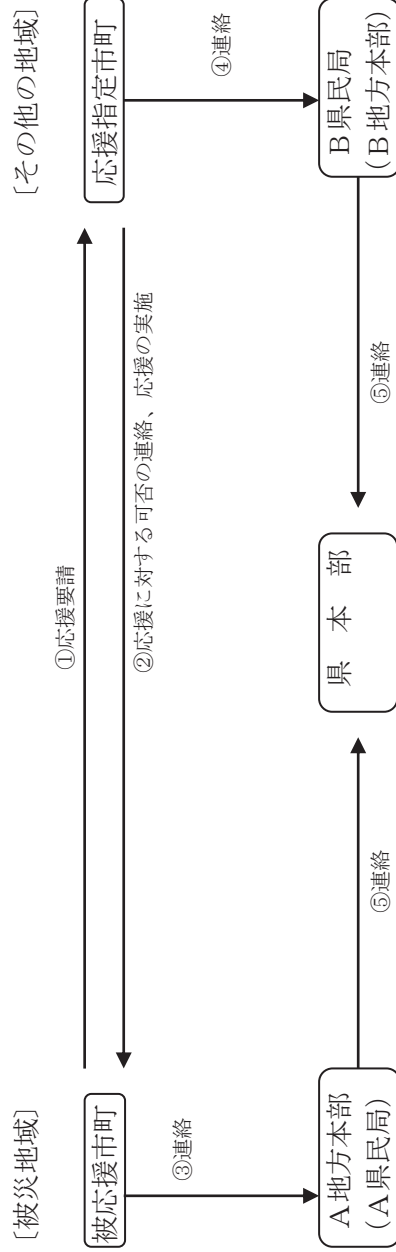 ［被災地域］
［その他の地域］
被応援市町
①応援要請
応援指定市町
②応援に対する可否の連絡、応援の実施
③連絡
④連絡
A地方本部
(A県民局)
⑤連絡
県本部
⑤連絡
B県民局
(B地方本部)